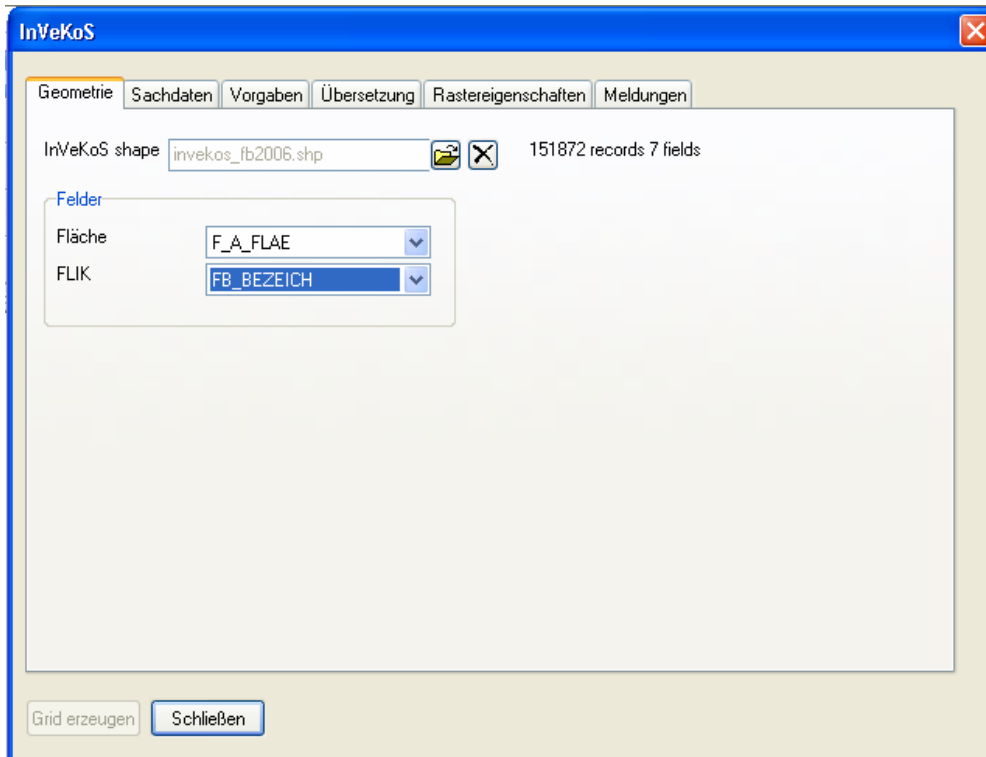 InVeKoS
Geometrie Sachdaten Vorgaben Übersetzung Rastereigenschaften Meldungen
InVeKoS shape invekos_fb2006.shp 151872 records 7 fields
Felder
Fläche F_A_FLAE
FLIK FB_BEZEICH
Grid erzeugen Schließen